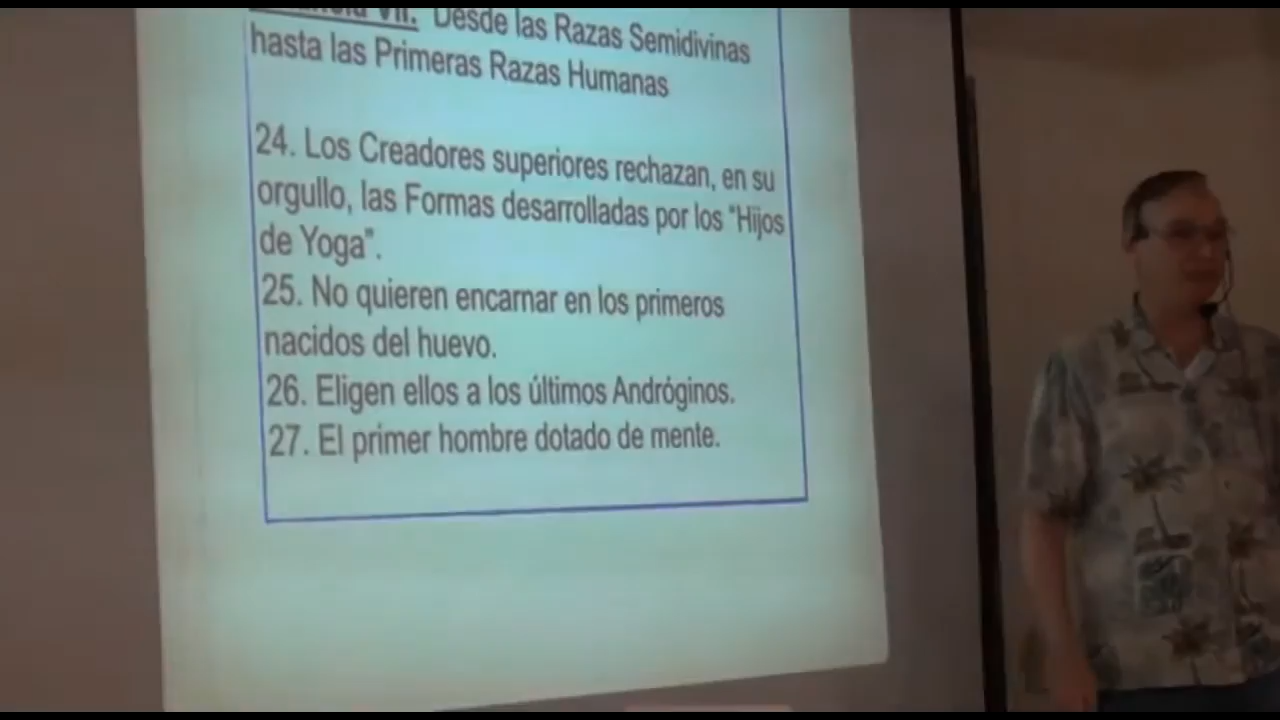 VII. Desde las Razas Semidivinas
hasta las Primeras Razas Humanas
24. Los Creadores superiores rechazan, en su
orgullo, las Formas desarrolladas por los "Hijos
de Yoga".
25. No quieren encarnar en los primeros
nacidos del huevo.
26. Eligen ellos a los últimos Andróginos.
27. El primer hombre dotado de mente.